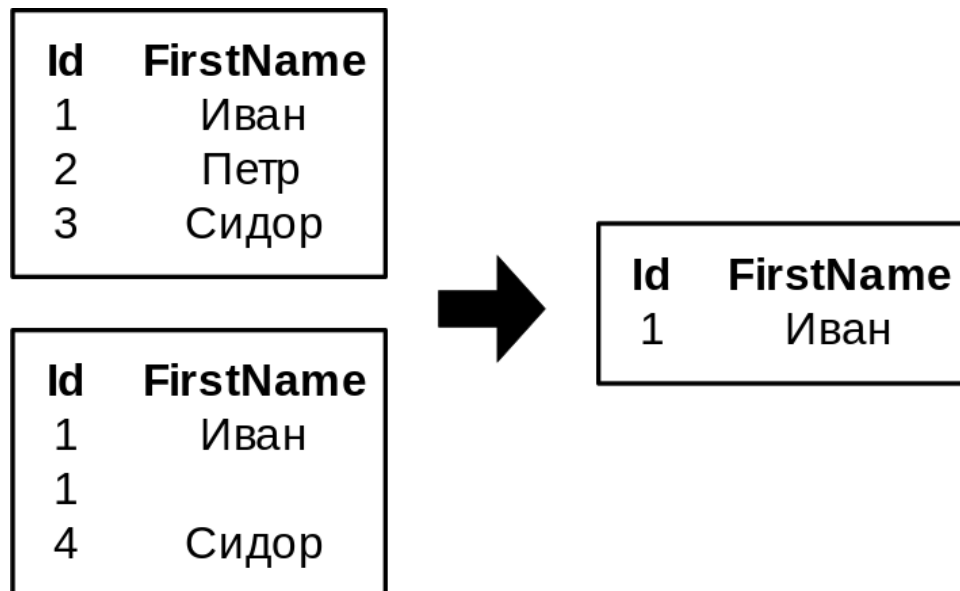 Id FirstName
1 Иван
2 Петр
3 Сидор
Id FirstName
1 Иван
1
4 Сидор
Id FirstName
1 Иван